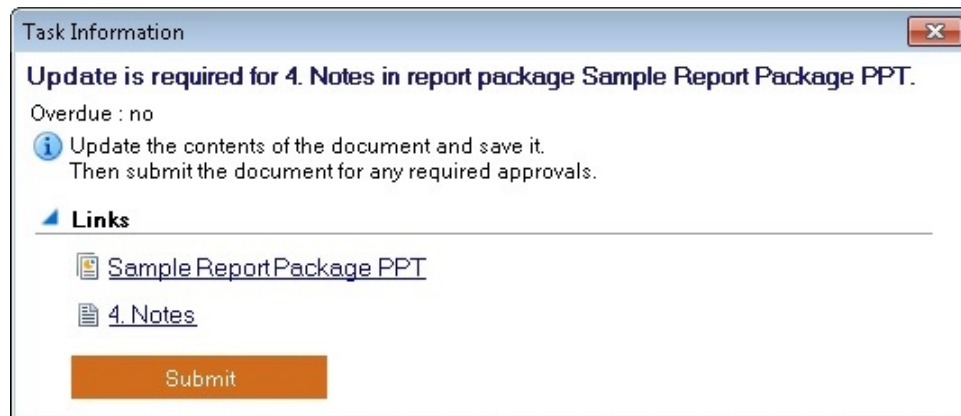 Task Information
Update is required for 4. Notes in report package Sample Report Package PPT.
Overdue : no
Update the contents of the document and save it.
Then submit the document for any required approvals.
Links
Sample Report Package PPT
4. Notes
Submit